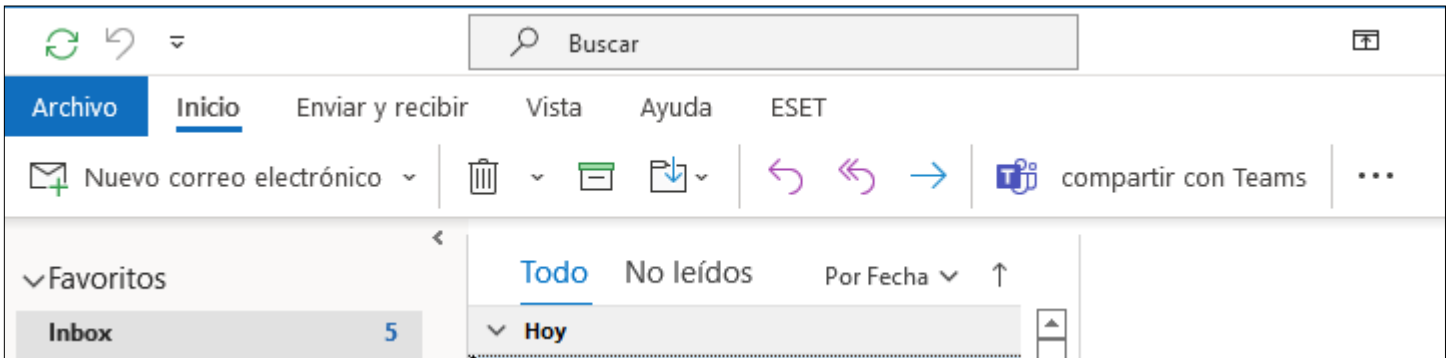 Buscar
Archivo Inicio Enviar y recibir Vista Ayuda ESET
Nuevo correo electrónico compartir con Teams
Favoritos Todo No leídos Por Fecha
Inbox 5 Hoy